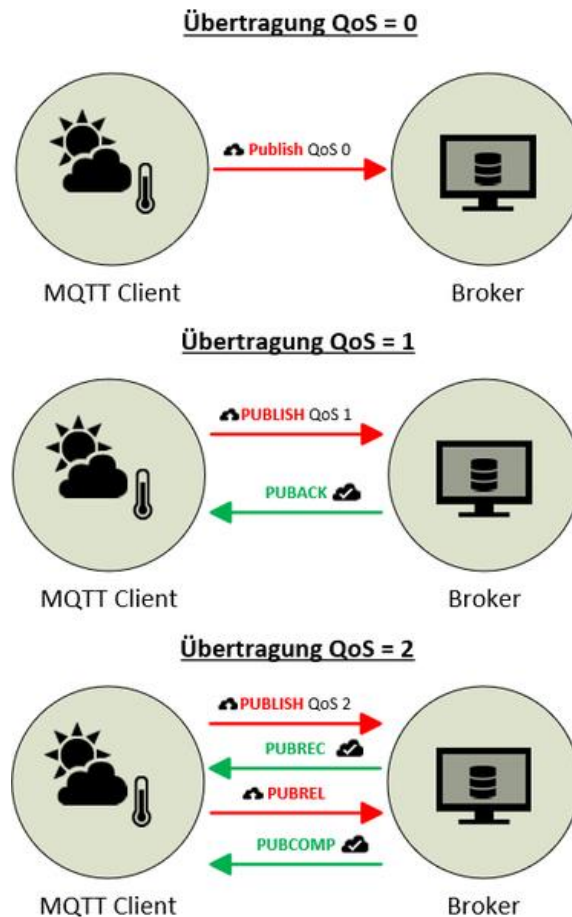 Übertragung QoS = 0
Publish QoS 0
MQTT Client
Broker
Übertragung QoS = 1
PUBLISH QoS 1
PUBACK
MQTT Client
Broker
Übertragung QoS = 2
PUBLISH QoS 2
PUBREC
PUBREL
PUBCOMP
MQTT Client
Broker